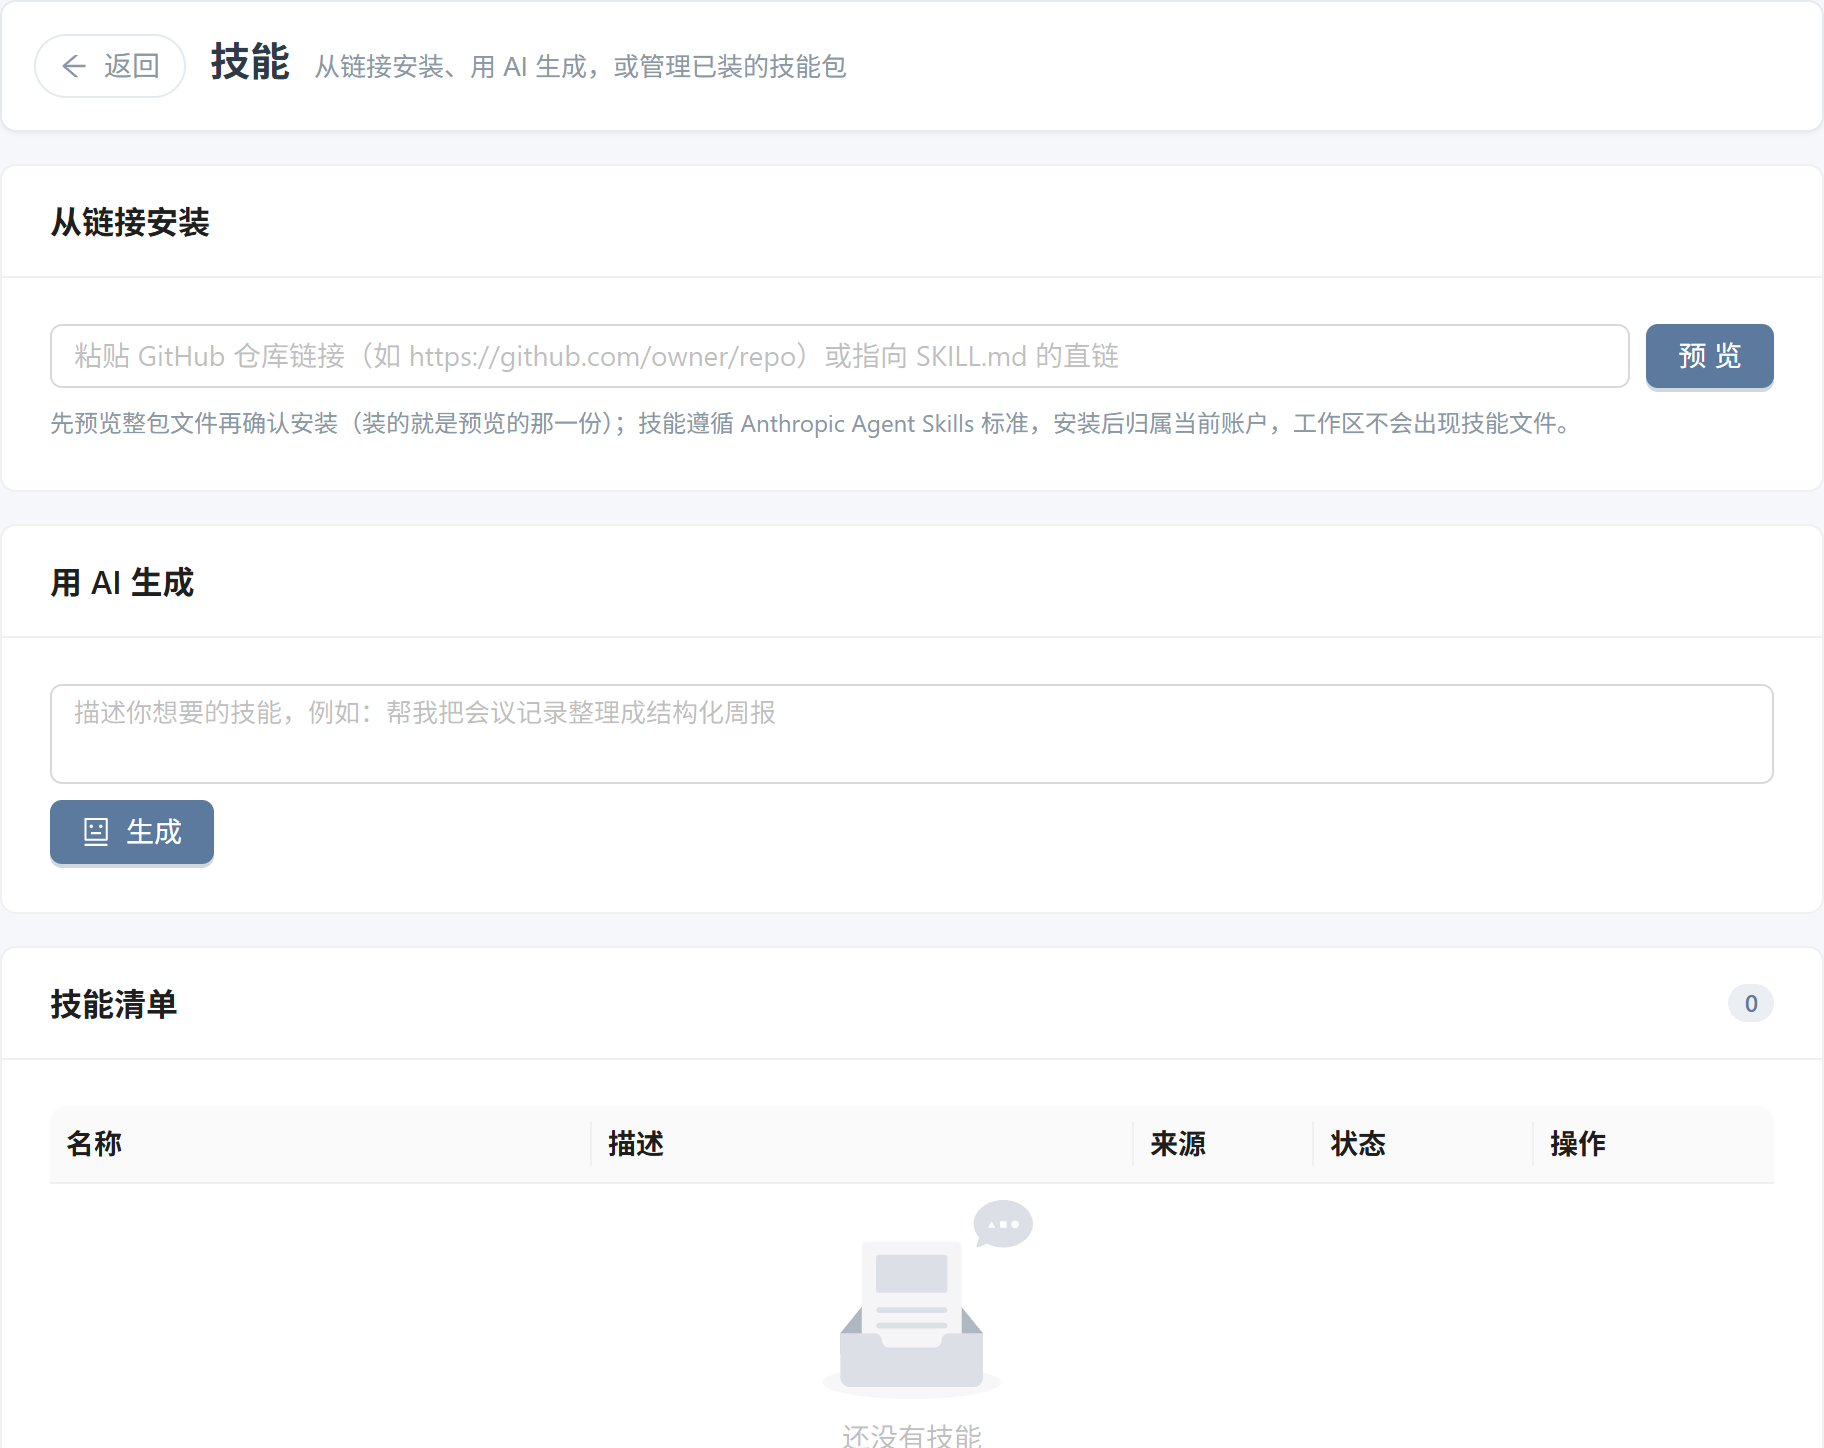 返回
技能
从链接安装、用 AI 生成，或管理已装的技能包
从链接安装
粘贴 GitHub 仓库链接（如 https://github.com/owner/repo）或指向 SKILL.md 的直链
预 览
先预览整包文件再确认安装（装的就是预览的那一份）；技能遵循 Anthropic Agent Skills 标准，安装后归属当前账户，工作区不会出现技能文件。
用 AI 生成
描述你想要的技能，例如：帮我把会议记录整理成结构化周报
生成
技能清单
0
名称
描述
来源
状态
操作
还没有技能